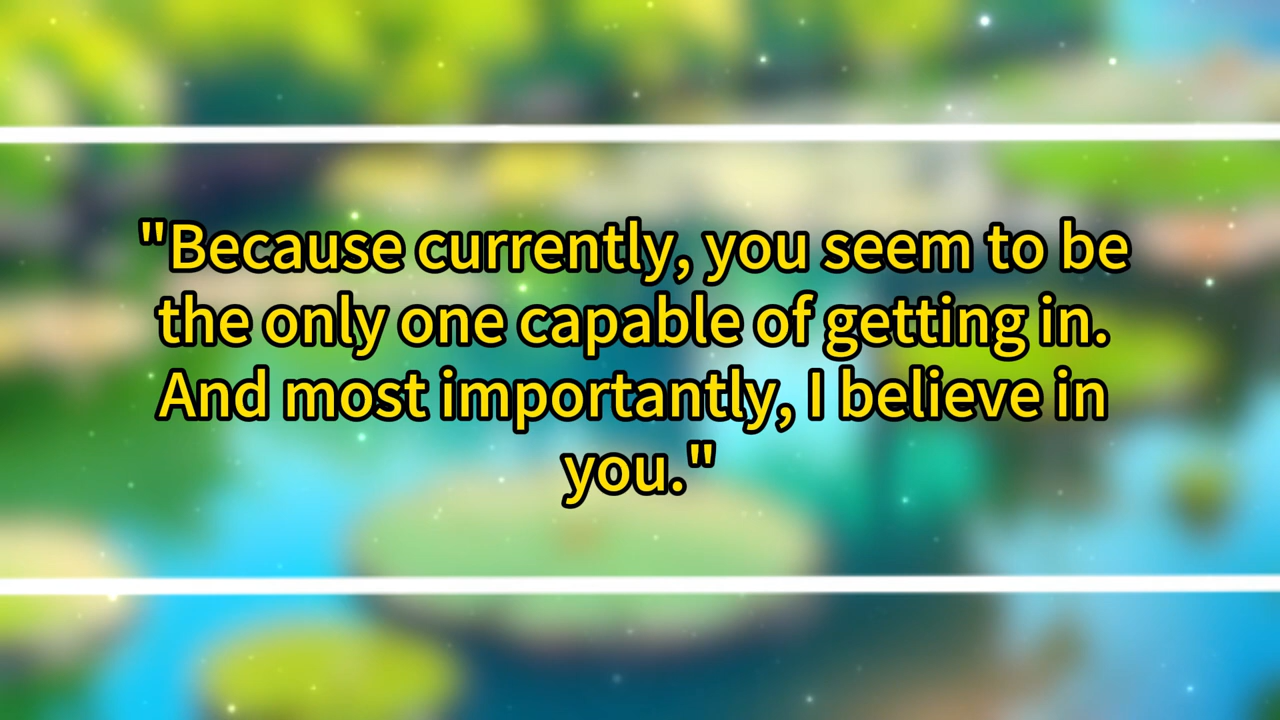 "Because currently, you seem to be
the only one capable of getting in.
And most importantly, I believe in
you."